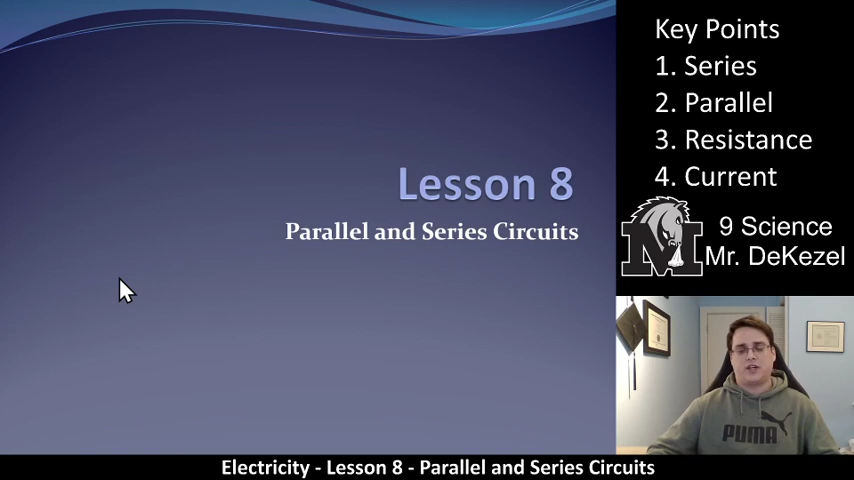 Lesson 8
Parallel and Series Circuits
Key Points
1. Series
2. Parallel
3. Resistance
4. Current
M
9 Science
Mr. DeKezel
PUMA
Electricity - Lesson 8 - Parallel and Series Circuits